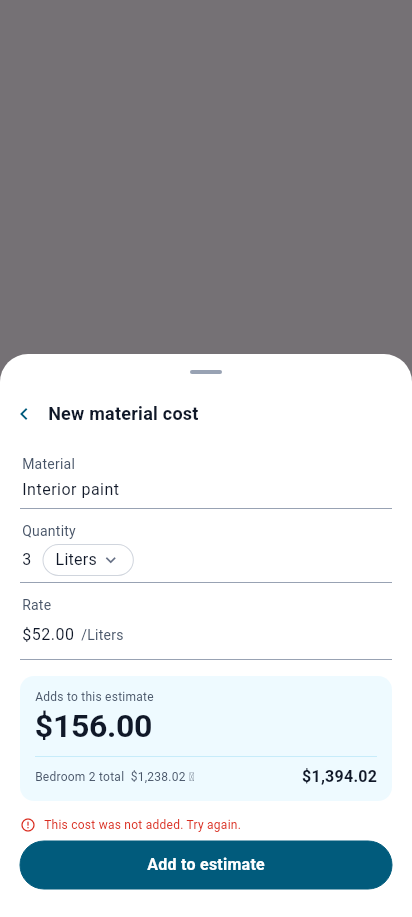 New material cost
Material
Interior paint
Quantity
3 Liters
Rate
$52.00 /Liters
Adds to this estimate
$156.00
Bedroom 2 total $1,238.02 $1,394.02
This cost was not added. Try again.
Add to estimate